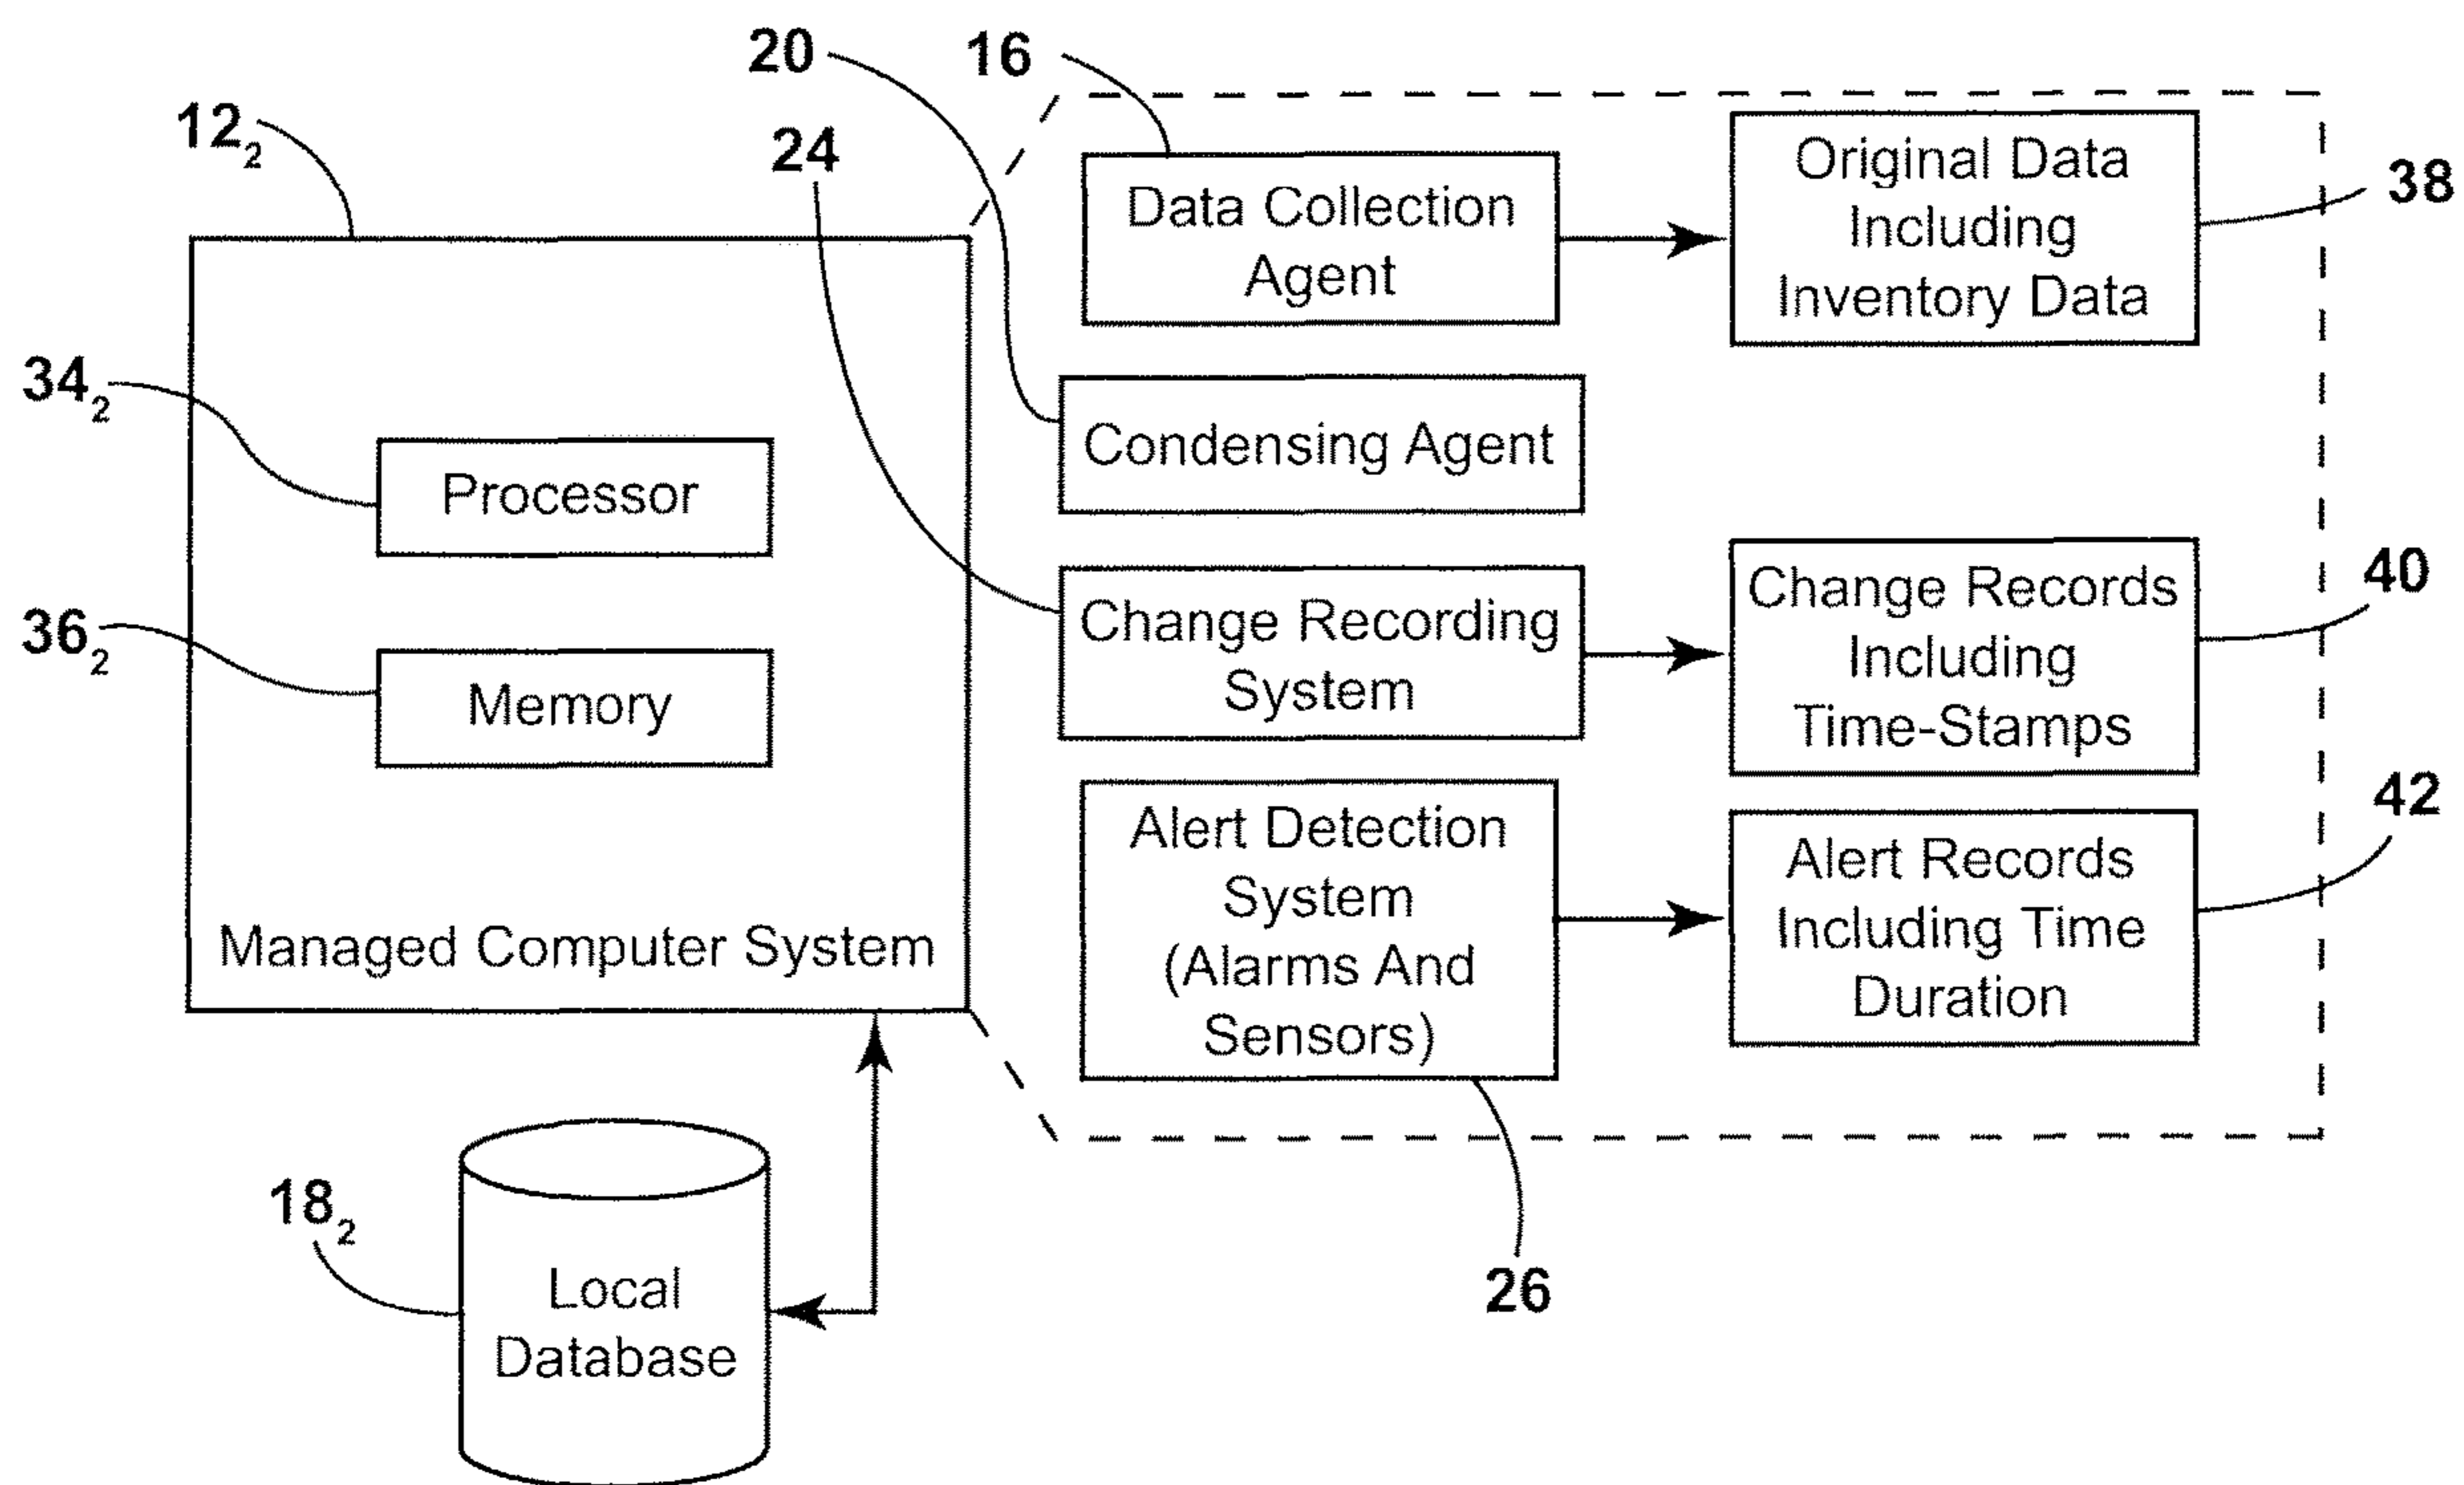 20
16
12₂
24
Data Collection
Agent
Original Data
Including
Inventory Data
38
34₂
Processor
Condensing Agent
36₂
Memory
Change Recording
System
Change Records
Including
Time-Stamps
40
Managed Computer System
Alert Detection
System
(Alarms And
Sensors)
Alert Records
Including Time
Duration
42
18₂
Local
Database
26